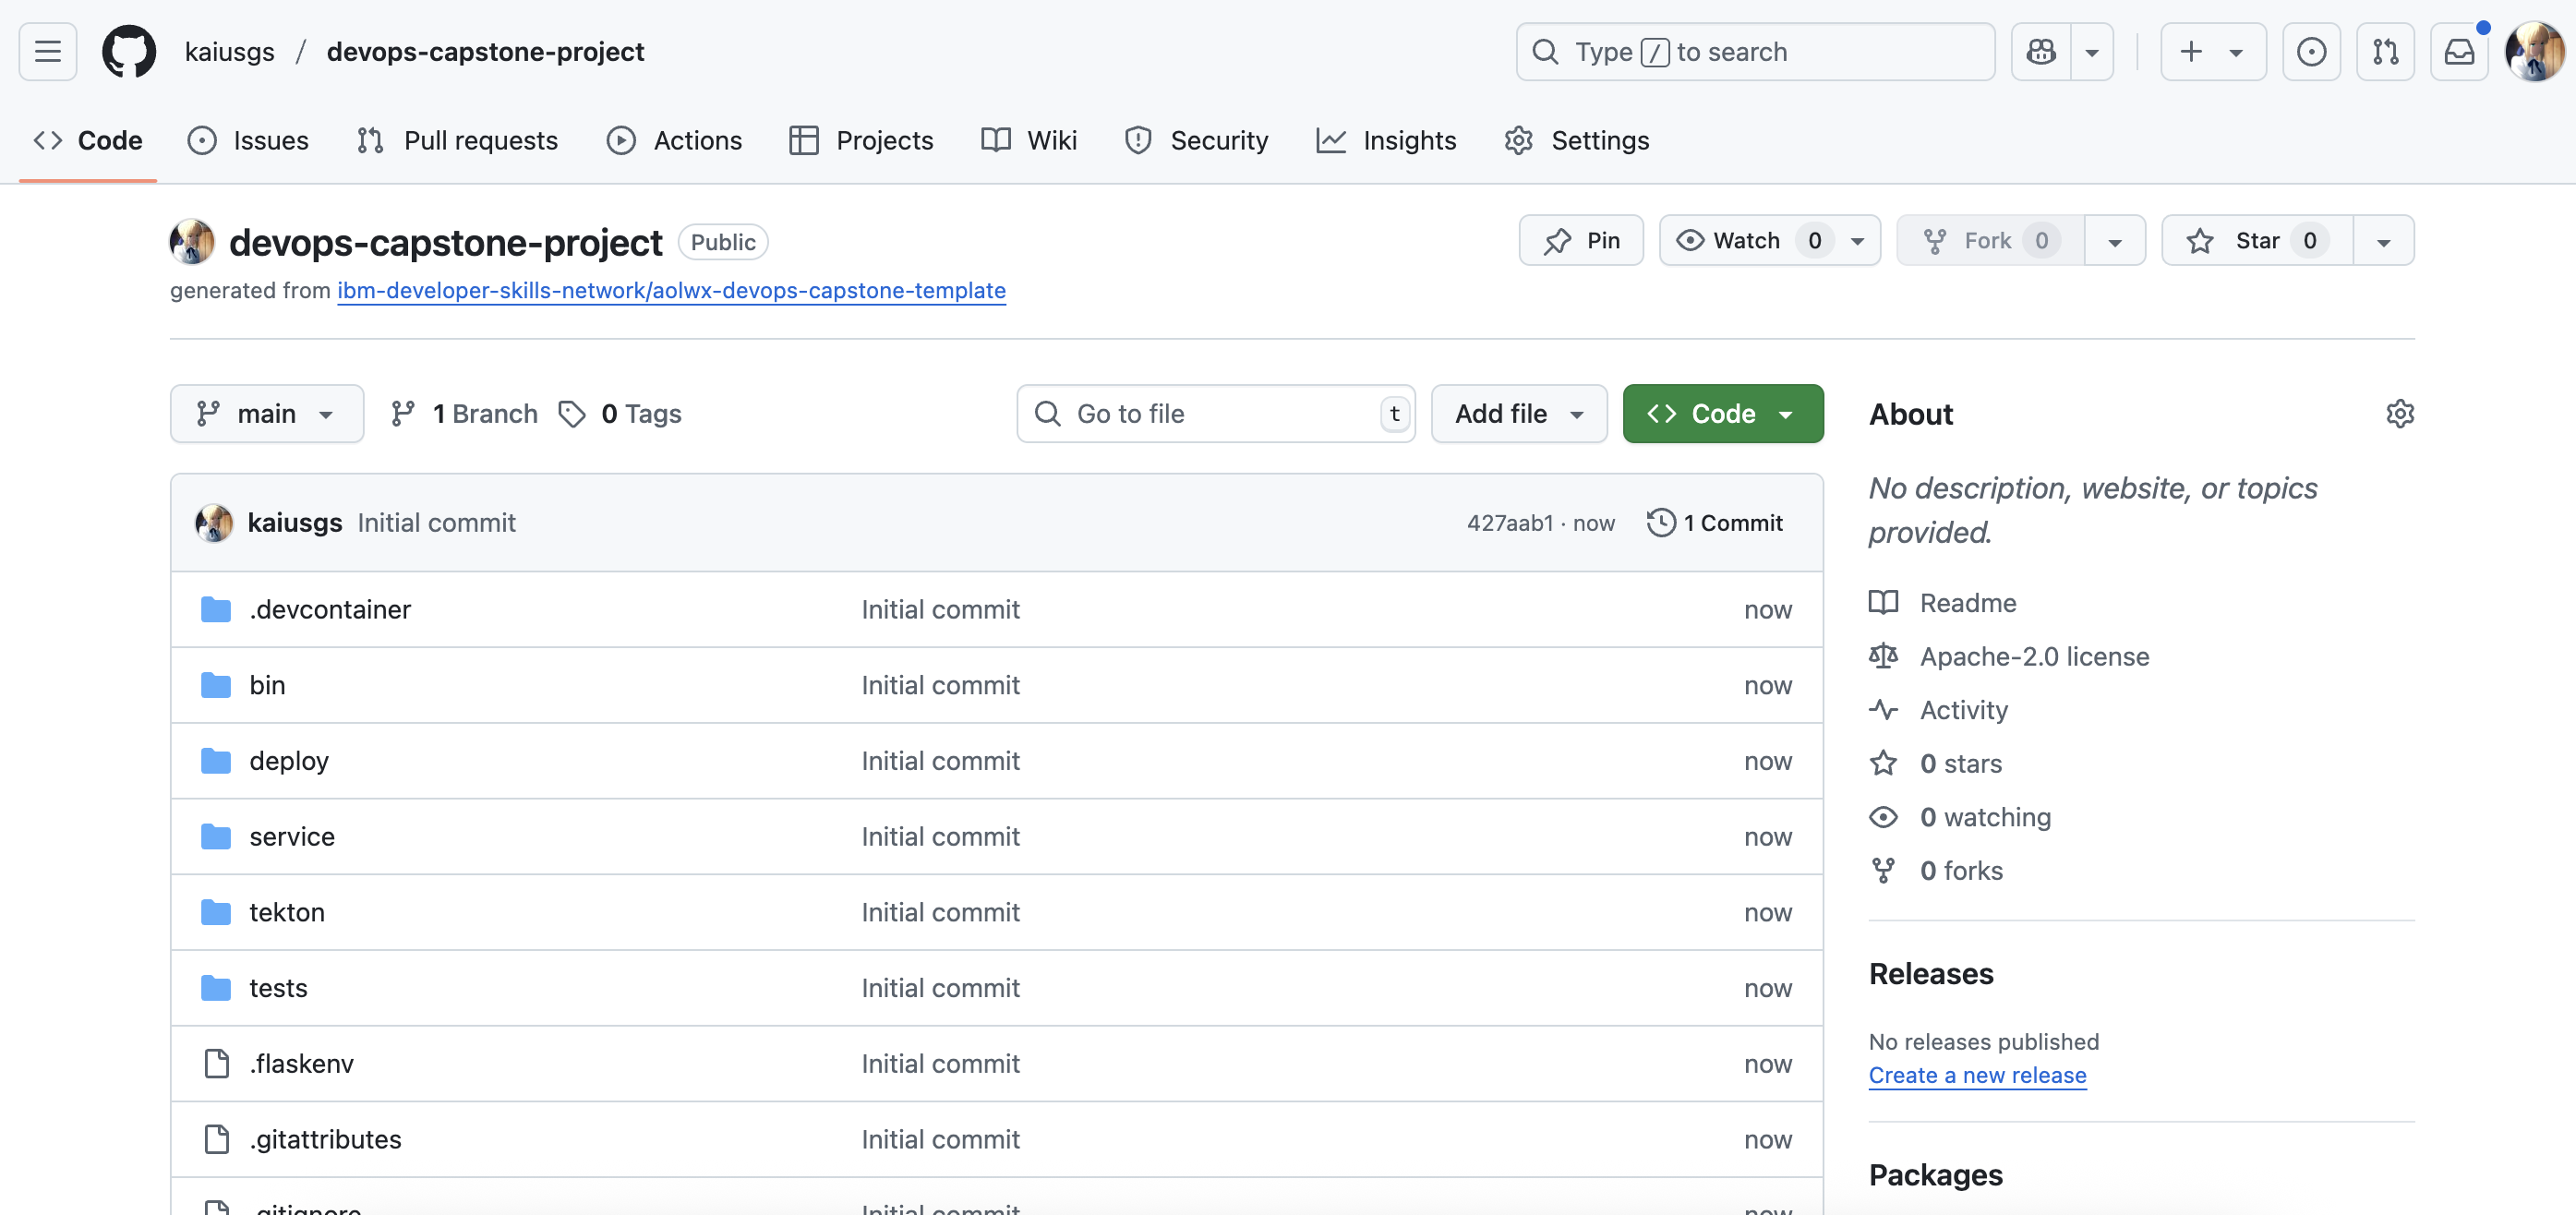 kaiusgs / devops-capstone-project
Type / to search
Code
Issues
Pull requests
Actions
Projects
Wiki
Security
Insights
Settings
devops-capstone-project
Public
Pin
Watch 0
Fork 0
Star 0
generated from ibm-developer-skills-network/aolwx-devops-capstone-template
main
1 Branch
0 Tags
Go to file
t
Add file
Code
kaiusgs Initial commit
427aab1 · now
1 Commit
.devcontainer Initial commit now
bin Initial commit now
deploy Initial commit now
service Initial commit now
tekton Initial commit now
tests Initial commit now
.flaskenv Initial commit now
.gitattributes Initial commit now
.gitignore Initial commit now
About
No description, website, or topics
provided.
Readme
Apache-2.0 license
Activity
0 stars
0 watching
0 forks
Releases
No releases published
Create a new release
Packages